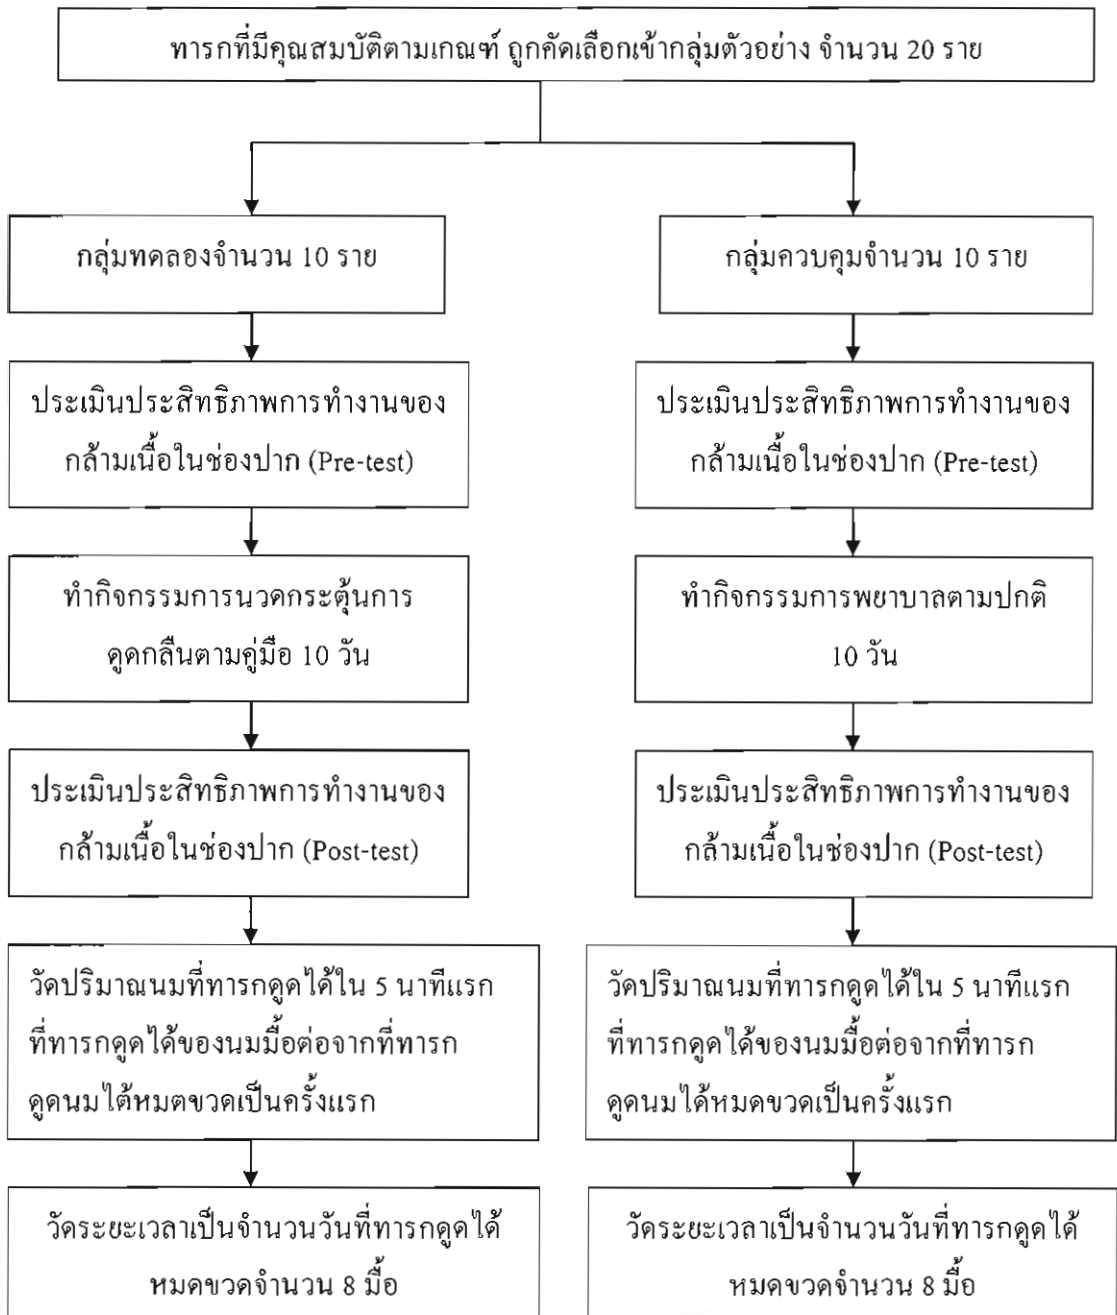 ทารกที่มีคุณสมบัติตามเกณฑ์ ถูกคัดเลือกเข้ากลุ่มตัวอย่าง จำนวน 20 ราย
กลุ่มทดลองจำนวน 10 ราย
กลุ่มควบคุมจำนวน 10 ราย
ประเมินประสิทธิภาพการทำงานของ
กล้ามเนื้อในช่องปาก (Pre-test)
ประเมินประสิทธิภาพการทำงานของ
กล้ามเนื้อในช่องปาก (Pre-test)
ทำกิจกรรมการนวดกระตุ้นการ
ดูดกลืนตามคู่มือ 10 วัน
ทำกิจกรรมการพยาบาลตามปกติ
10 วัน
ประเมินประสิทธิภาพการทำงานของ
กล้ามเนื้อในช่องปาก (Post-test)
ประเมินประสิทธิภาพการทำงานของ
กล้ามเนื้อในช่องปาก (Post-test)
วัดปริมาณนมที่ทารกดูดได้ใน 5 นาทีแรก
ที่ทารกดูดได้ของนมมื้อต่อจากที่ทารก
ดูดนมได้หมดขวดเป็นครั้งแรก
วัดปริมาณนมที่ทารกดูดได้ใน 5 นาทีแรก
ที่ทารกดูดได้ของนมมื้อต่อจากที่ทารก
ดูดนมได้หมดขวดเป็นครั้งแรก
วัดระยะเวลาเป็นจำนวนวันที่ทารกดูดได้
หมดขวดจำนวน 8 มื้อ
วัดระยะเวลาเป็นจำนวนวันที่ทารกดูดได้
หมดขวดจำนวน 8 มื้อ